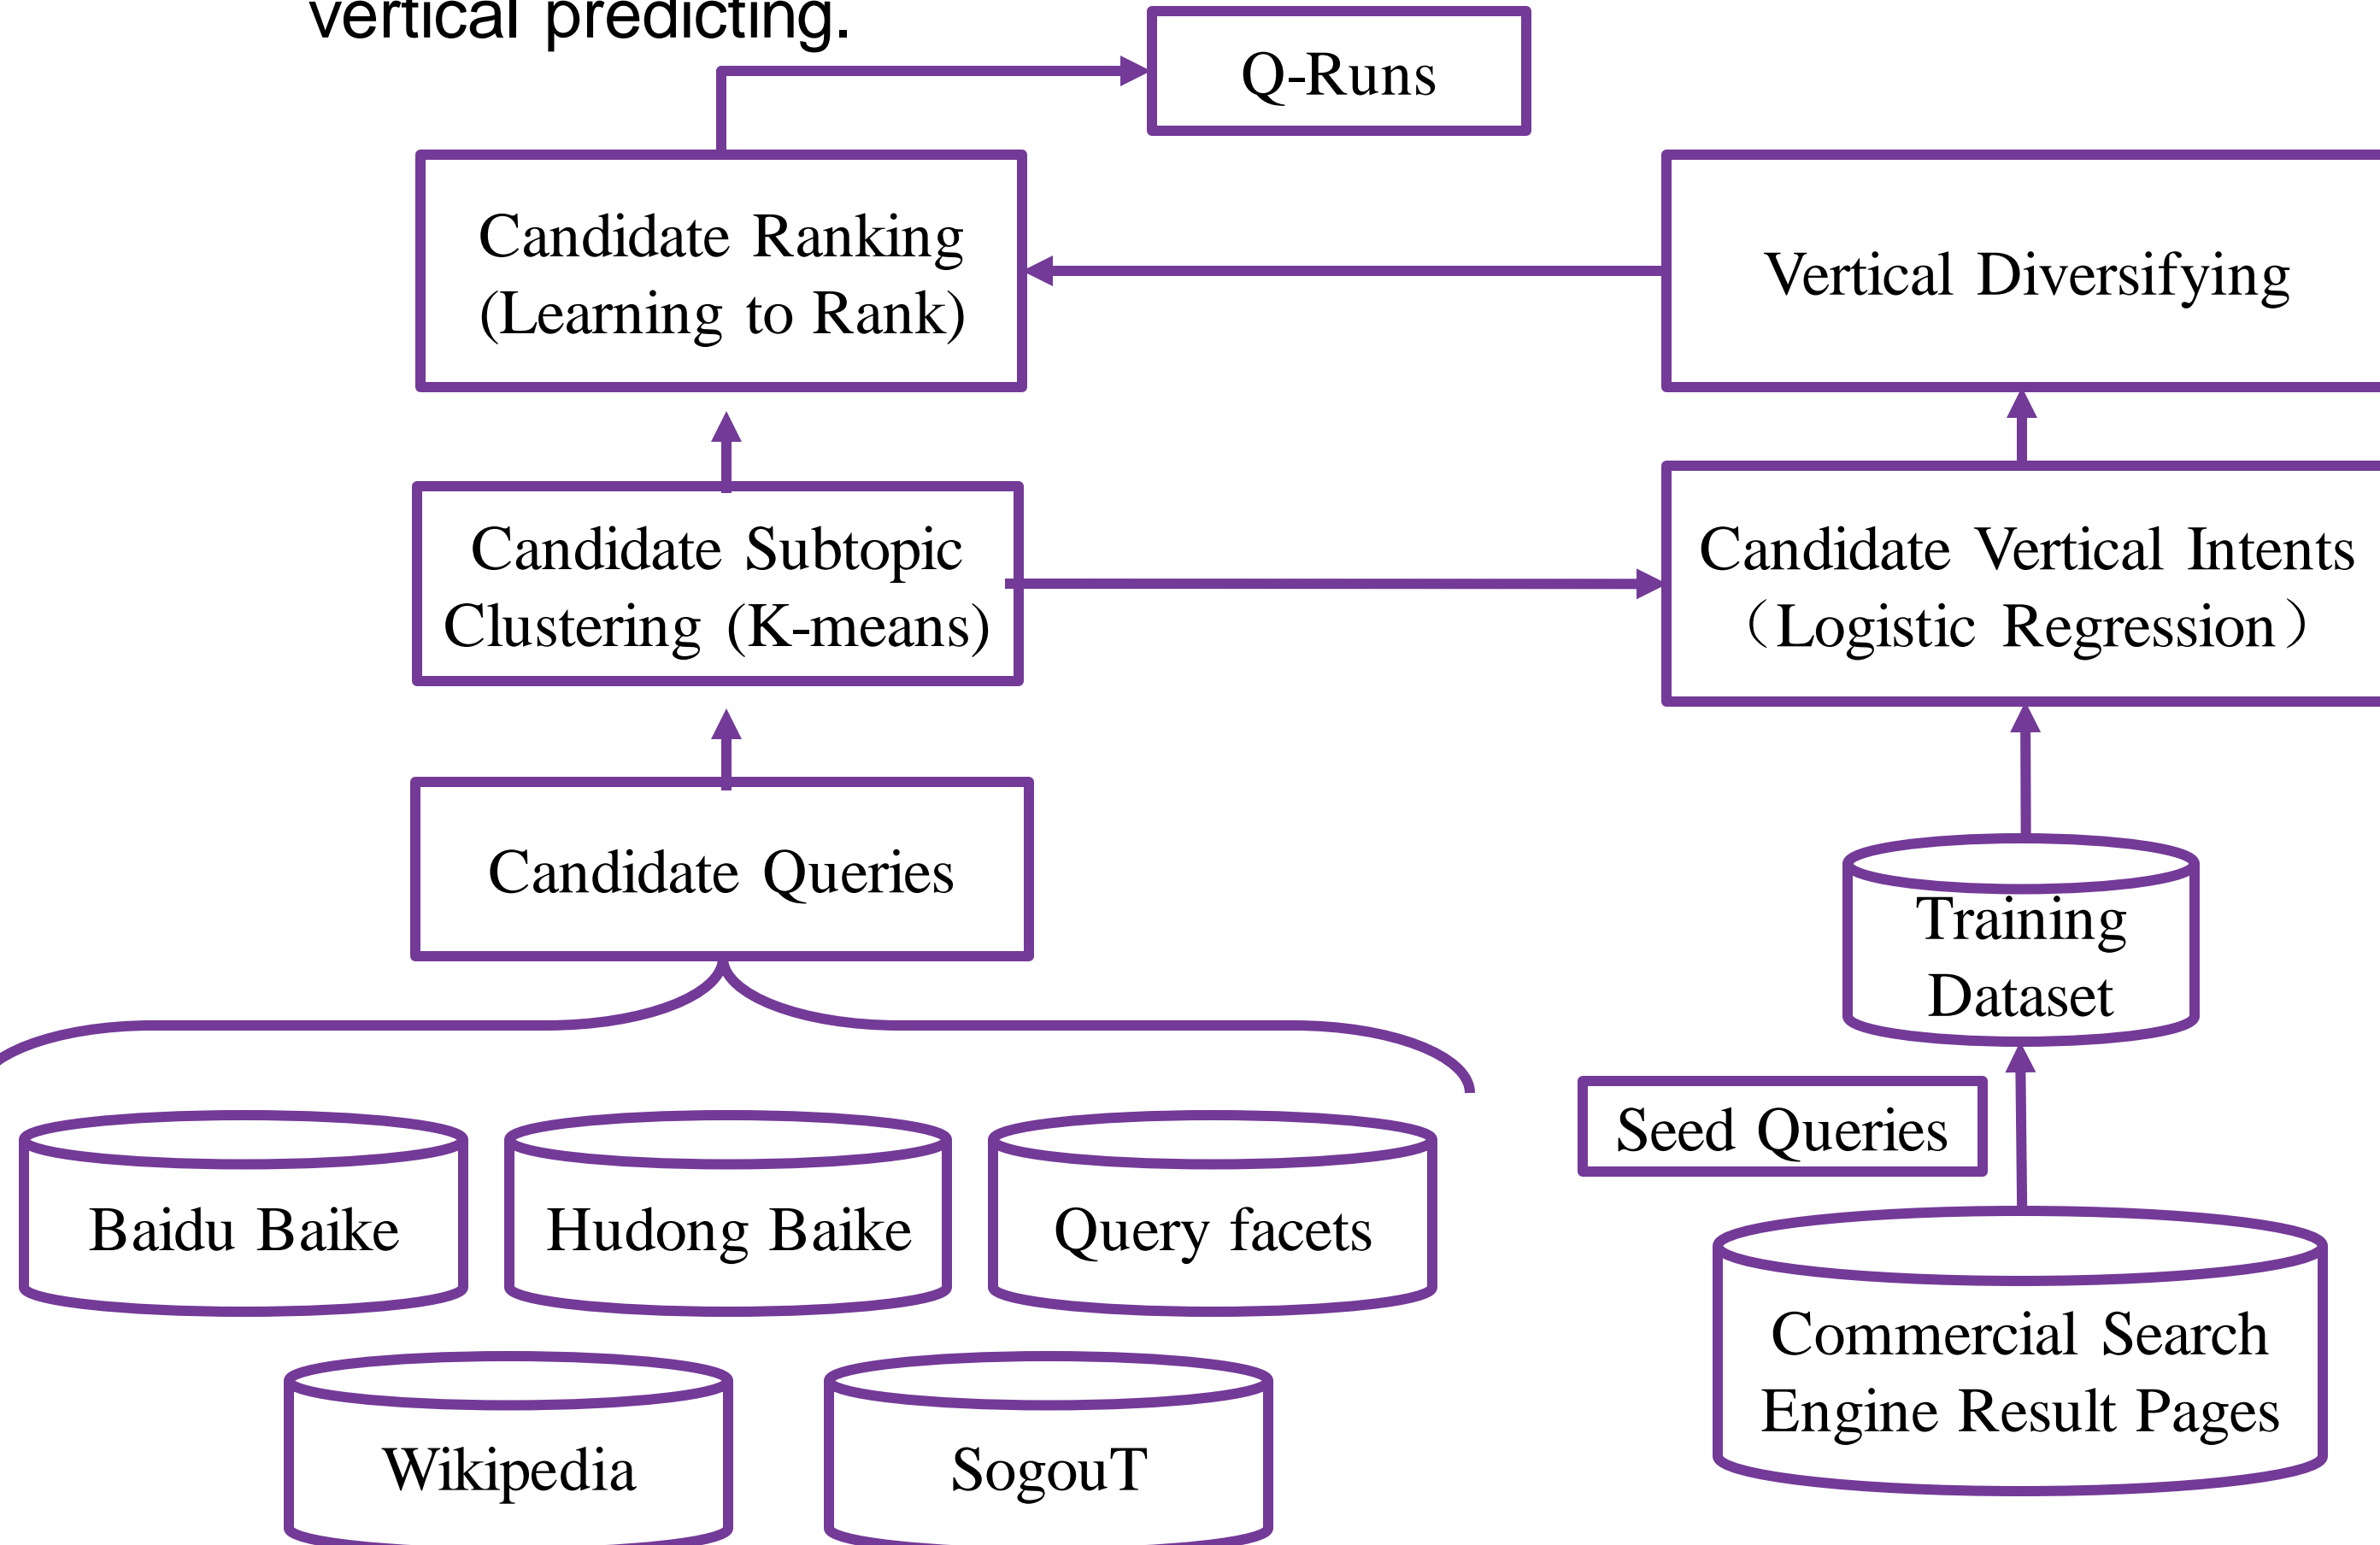 vertical predicting.
Q-Runs
Candidate Ranking
(Learning to Rank)
Vertical Diversifying
Candidate Subtopic
Clustering (K-means)
Candidate Vertical Intents
（Logistic Regression）
Candidate Queries
Training
Dataset
Seed Queries
Baidu Baike
Hudong Baike
Query facets
Commercial Search
Engine Result Pages
Wikipedia
SogouT